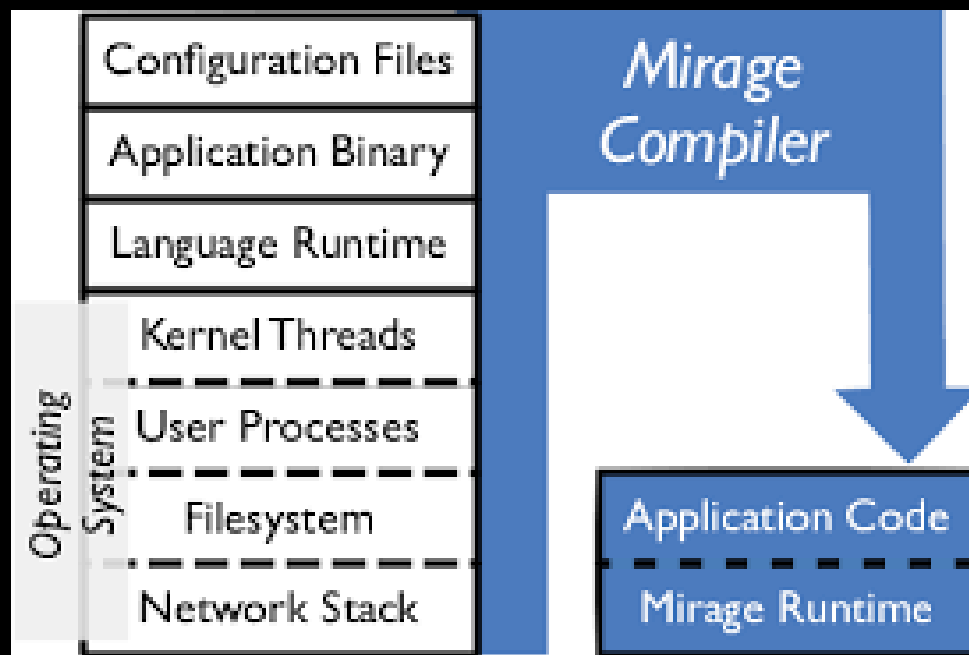 Configuration Files
Application Binary
Language Runtime
Kernel Threads
User Processes
Filesystem
Network Stack
Operating
System
Mirage
Compiler
Application Code
Mirage Runtime